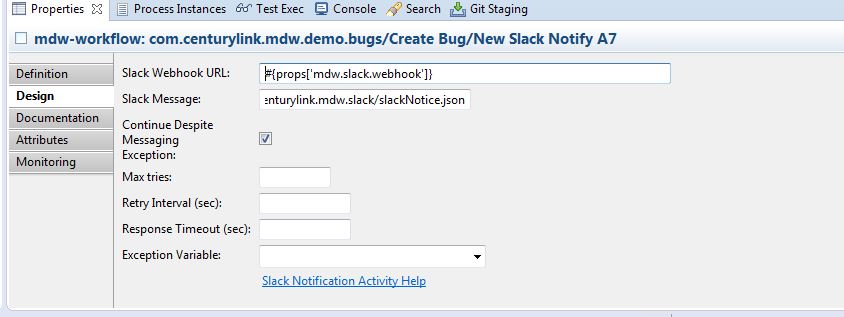 Properties Process Instances Test Exec Console Search Git Staging
mdw-workflow: com.centurylink.mdw.demo.bugs/Create Bug/New Slack Notify A7
Definition
Design
Documentation
Attributes
Monitoring
Slack Webhook URL: #{props['mdw.slack.webhook']}
Slack Message: enturylink.mdw.slack/slackNotice.json
Continue Despite
Messaging
Exception:
Max tries:
Retry Interval (sec):
Response Timeout (sec):
Exception Variable:
Slack Notification Activity Help